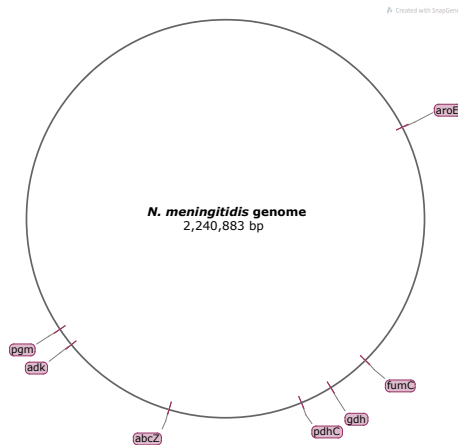 Created with SnapGene
aroE
N. meningitidis genome
2,240,883 bp
pgm
adk
fumC
gdh
pdhC
abcZ